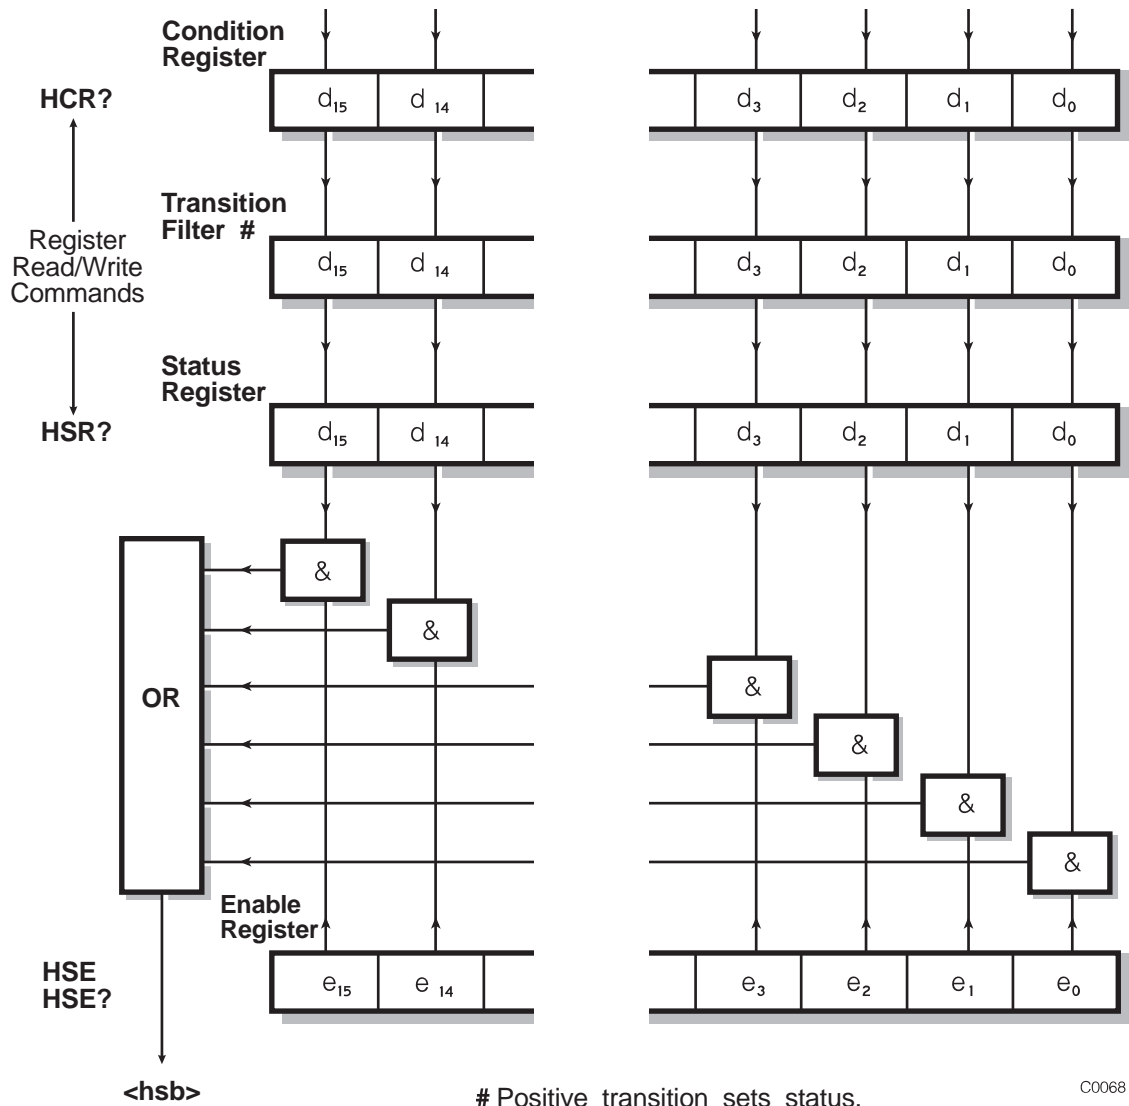 Condition
Register
HCR?
d15 d 14 d3 d2 d1 d0
Transition
Filter #
Register
Read/Write
Commands
d15 d 14 d3 d2 d1 d0
Status
Register
HSR?
d15 d 14 d3 d2 d1 d0
&
&
&
OR
&
&
&
Enable
Register
HSE
HSE?
e15 e 14 e3 e2 e1 e0
<hsb>
# Positive transition sets status.
C0068